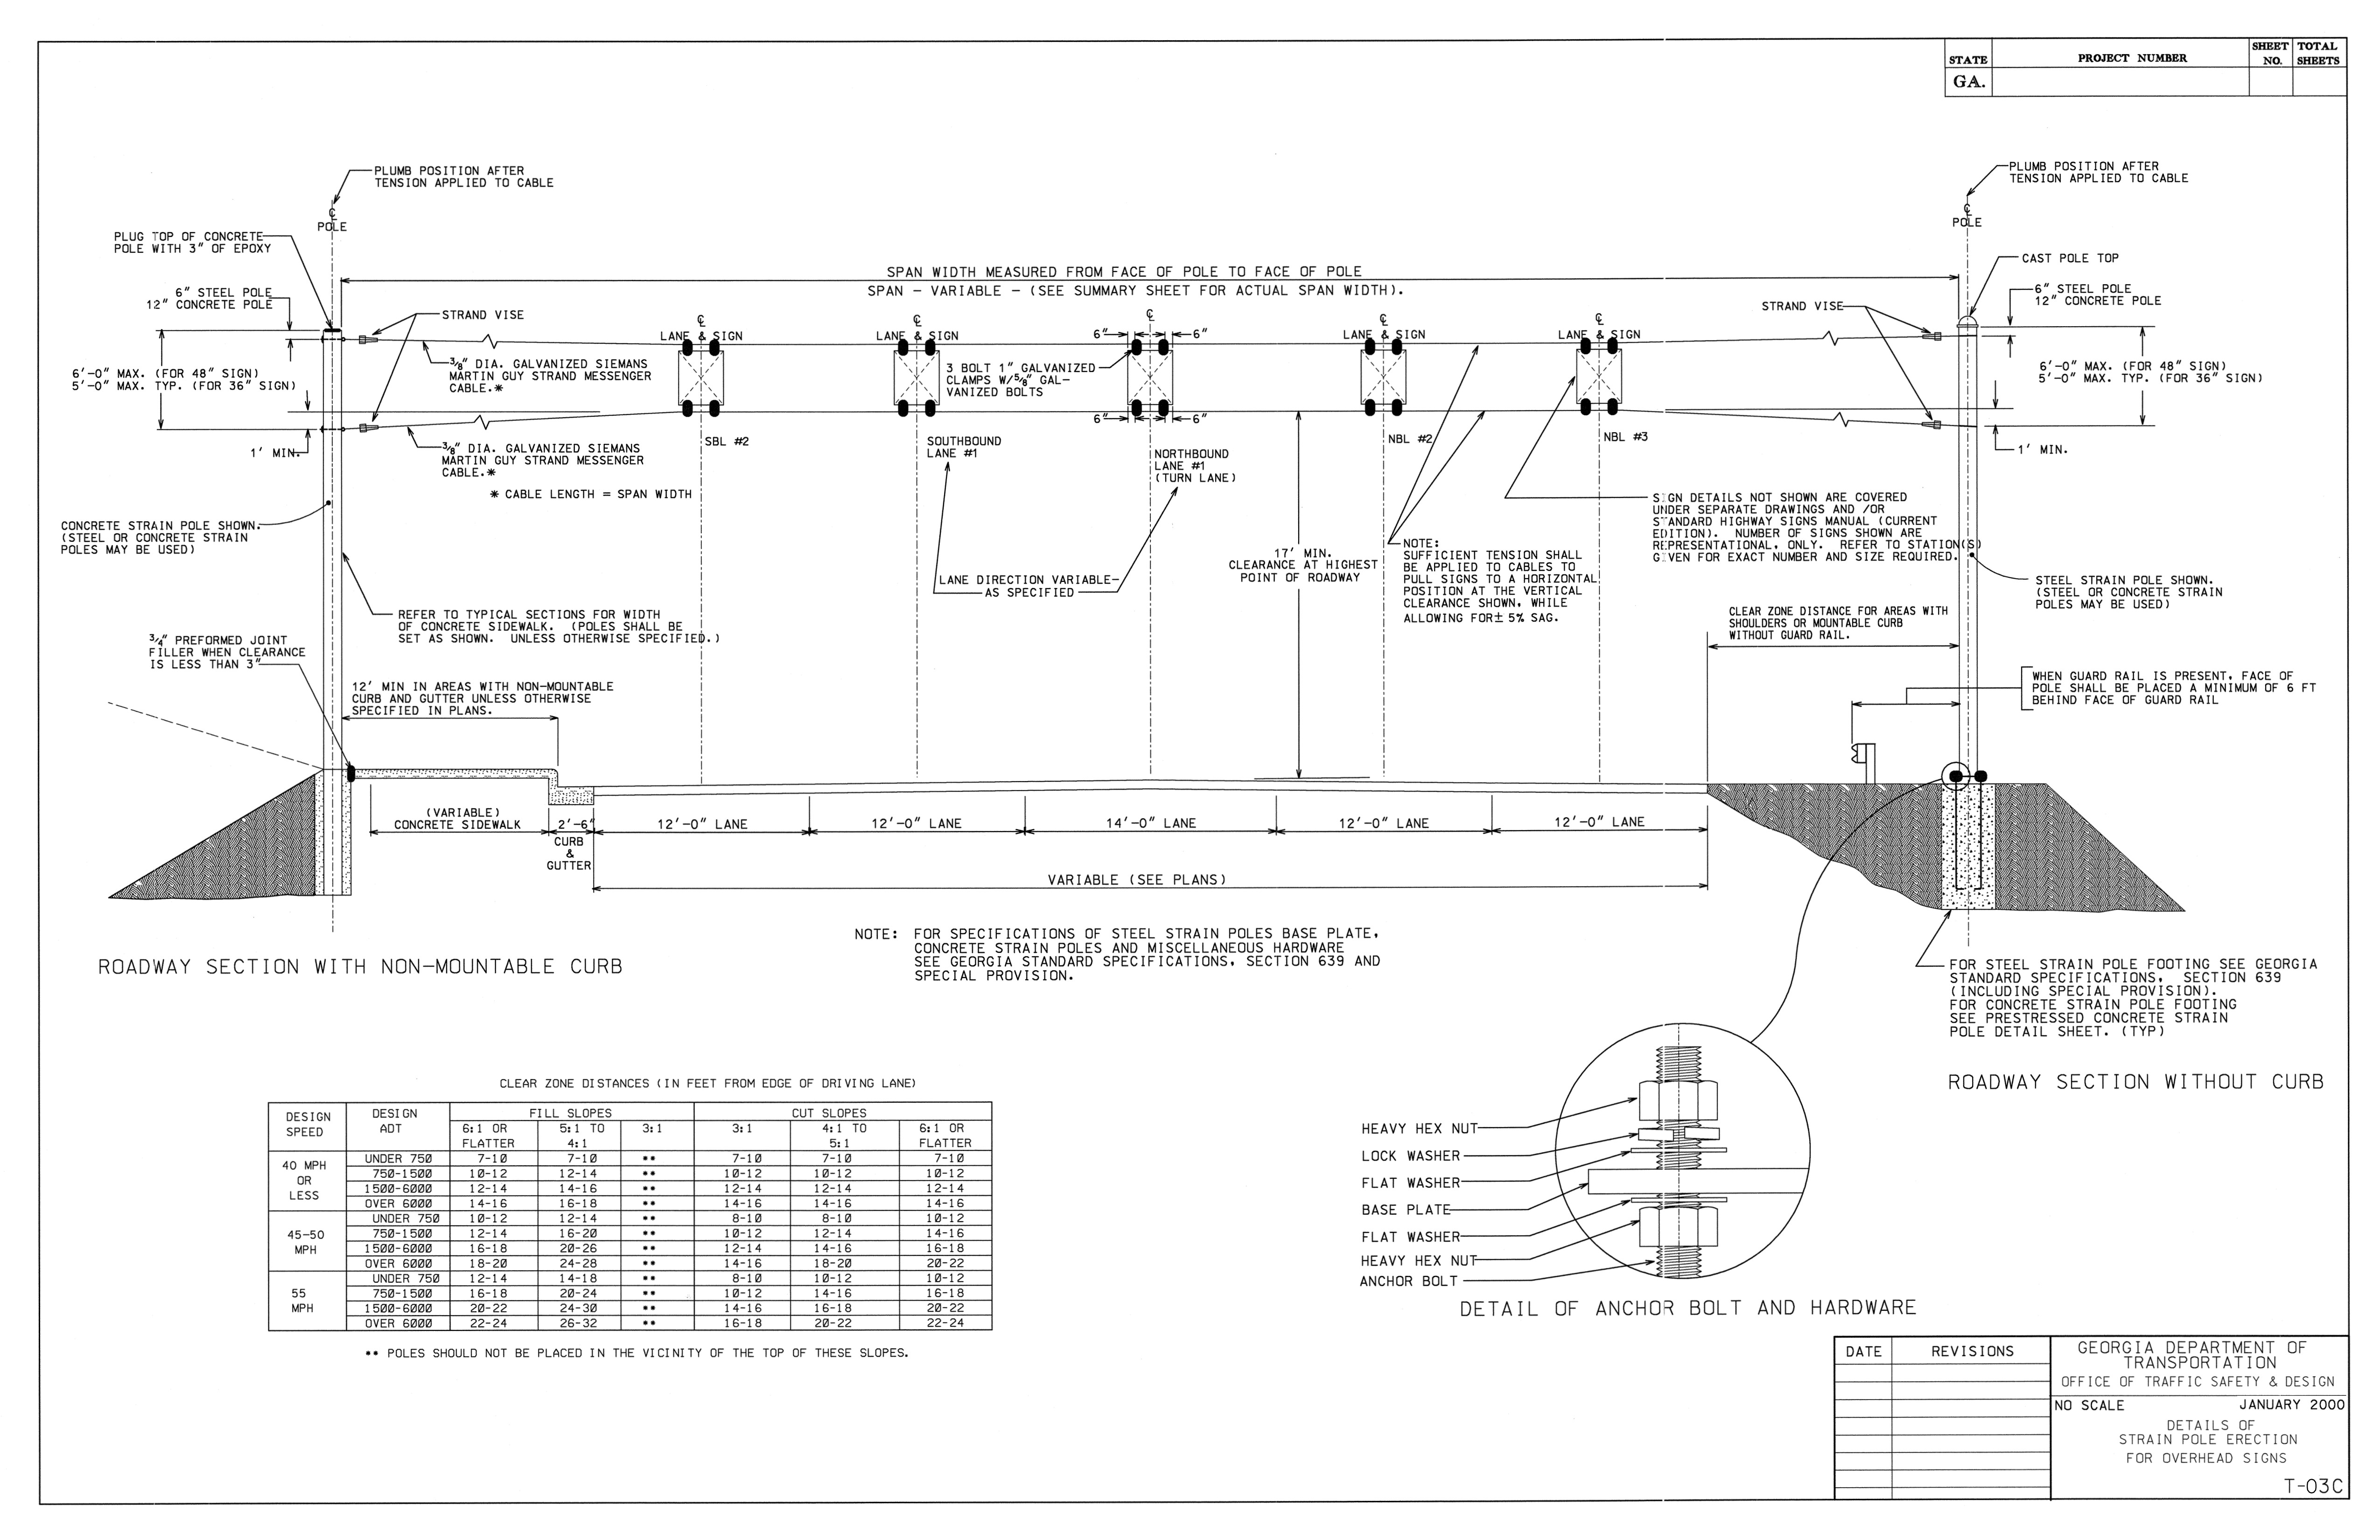 STATE
PROJECT NUMBER
SHEET NO.
TOTAL SHEETS
GA.
PLUMB POSITION AFTER
TENSION APPLIED TO CABLE
℄
POLE
PLUG TOP OF CONCRETE
POLE WITH 3" OF EPOXY
6" STEEL POLE
12" CONCRETE POLE
6'-0" MAX. (FOR 48" SIGN)
5'-0" MAX. TYP. (FOR 36" SIGN)
1' MIN.
STRAND VISE
3/8" DIA. GALVANIZED SIEMANS
MARTIN GUY STRAND MESSENGER
CABLE.*
3/8" DIA. GALVANIZED SIEMANS
MARTIN GUY STRAND MESSENGER
CABLE.*
* CABLE LENGTH = SPAN WIDTH
CONCRETE STRAIN POLE SHOWN.
(STEEL OR CONCRETE STRAIN
POLES MAY BE USED)
REFER TO TYPICAL SECTIONS FOR WIDTH
OF CONCRETE SIDEWALK. (POLES SHALL BE
SET AS SHOWN. UNLESS OTHERWISE SPECIFIED.)
3/4" PREFORMED JOINT
FILLER WHEN CLEARANCE
IS LESS THAN 3"
12' MIN IN AREAS WITH NON-MOUNTABLE
CURB AND GUTTER UNLESS OTHERWISE
SPECIFIED IN PLANS.
SPAN WIDTH MEASURED FROM FACE OF POLE TO FACE OF POLE
SPAN - VARIABLE - (SEE SUMMARY SHEET FOR ACTUAL SPAN WIDTH).
℄
LANE & SIGN
℄
LANE & SIGN
℄
℄
LANE & SIGN
℄
LANE & SIGN
6"
6"
3 BOLT 1" GALVANIZED
CLAMPS W/5/8" GAL-
VANIZED BOLTS
6"
6"
SBL #2
SOUTHBOUND
LANE #1
NORTHBOUND
LANE #1
(TURN LANE)
NBL #2
NBL #3
LANE DIRECTION VARIABLE-
AS SPECIFIED
17' MIN.
CLEARANCE AT HIGHEST
POINT OF ROADWAY
NOTE:
SUFFICIENT TENSION SHALL
BE APPLIED TO CABLES TO
PULL SIGNS TO A HORIZONTAL
POSITION AT THE VERTICAL
CLEARANCE SHOWN, WHILE
ALLOWING FOR± 5% SAG.
SIGN DETAILS NOT SHOWN ARE COVERED
UNDER SEPARATE DRAWINGS AND /OR
STANDARD HIGHWAY SIGNS MANUAL (CURRENT
EDITION). NUMBER OF SIGNS SHOWN ARE
REPRESENTATIONAL, ONLY. REFER TO STATION(S)
GIVEN FOR EXACT NUMBER AND SIZE REQUIRED.
PLUMB POSITION AFTER
TENSION APPLIED TO CABLE
℄
POLE
CAST POLE TOP
6" STEEL POLE
12" CONCRETE POLE
STRAND VISE
6'-0" MAX. (FOR 48" SIGN)
5'-0" MAX. TYP. (FOR 36" SIGN)
1' MIN.
STEEL STRAIN POLE SHOWN.
(STEEL OR CONCRETE STRAIN
POLES MAY BE USED)
CLEAR ZONE DISTANCE FOR AREAS WITH
SHOULDERS OR MOUNTABLE CURB
WITHOUT GUARD RAIL.
WHEN GUARD RAIL IS PRESENT, FACE OF
POLE SHALL BE PLACED A MINIMUM OF 6 FT
BEHIND FACE OF GUARD RAIL
(VARIABLE)
CONCRETE SIDEWALK
2'-6"
CURB
&
GUTTER
12'-0" LANE
12'-0" LANE
14'-0" LANE
12'-0" LANE
12'-0" LANE
VARIABLE (SEE PLANS)
ROADWAY SECTION WITH NON-MOUNTABLE CURB
NOTE: FOR SPECIFICATIONS OF STEEL STRAIN POLES BASE PLATE,
CONCRETE STRAIN POLES AND MISCELLANEOUS HARDWARE
SEE GEORGIA STANDARD SPECIFICATIONS, SECTION 639 AND
SPECIAL PROVISION.
FOR STEEL STRAIN POLE FOOTING SEE GEORGIA
STANDARD SPECIFICATIONS, SECTION 639
(INCLUDING SPECIAL PROVISION).
FOR CONCRETE STRAIN POLE FOOTING
SEE PRESTRESSED CONCRETE STRAIN
POLE DETAIL SHEET. (TYP)
ROADWAY SECTION WITHOUT CURB
CLEAR ZONE DISTANCES (IN FEET FROM EDGE OF DRIVING LANE)
DESIGN SPEED
DESIGN ADT
FILL SLOPES
CUT SLOPES
6:1 OR FLATTER
5:1 TO 4:1
3:1
3:1
4:1 TO 5:1
6:1 OR FLATTER
40 MPH OR LESS
UNDER 750 7-10 7-10 ** 7-10 7-10 7-10
750-1500 10-12 12-14 ** 10-12 10-12 10-12
1500-6000 12-14 14-16 ** 12-14 12-14 12-14
OVER 6000 14-16 16-18 ** 14-16 14-16 14-16
45-50 MPH
UNDER 750 10-12 12-14 ** 8-10 8-10 10-12
750-1500 12-14 16-20 ** 10-12 12-14 14-16
1500-6000 16-18 20-26 ** 12-14 14-16 16-18
OVER 6000 18-20 24-28 ** 14-16 18-20 20-22
55 MPH
UNDER 750 12-14 14-18 ** 8-10 10-12 10-12
750-1500 16-18 20-24 ** 10-12 14-16 16-18
1500-6000 20-22 24-30 ** 14-16 16-18 20-22
OVER 6000 22-24 26-32 ** 16-18 20-22 22-24
** POLES SHOULD NOT BE PLACED IN THE VICINITY OF THE TOP OF THESE SLOPES.
HEAVY HEX NUT
LOCK WASHER
FLAT WASHER
BASE PLATE
FLAT WASHER
HEAVY HEX NUT
ANCHOR BOLT
DETAIL OF ANCHOR BOLT AND HARDWARE
DATE
REVISIONS
GEORGIA DEPARTMENT OF
TRANSPORTATION
OFFICE OF TRAFFIC SAFETY & DESIGN
NO SCALE
JANUARY 2000
DETAILS OF
STRAIN POLE ERECTION
FOR OVERHEAD SIGNS
T-03C